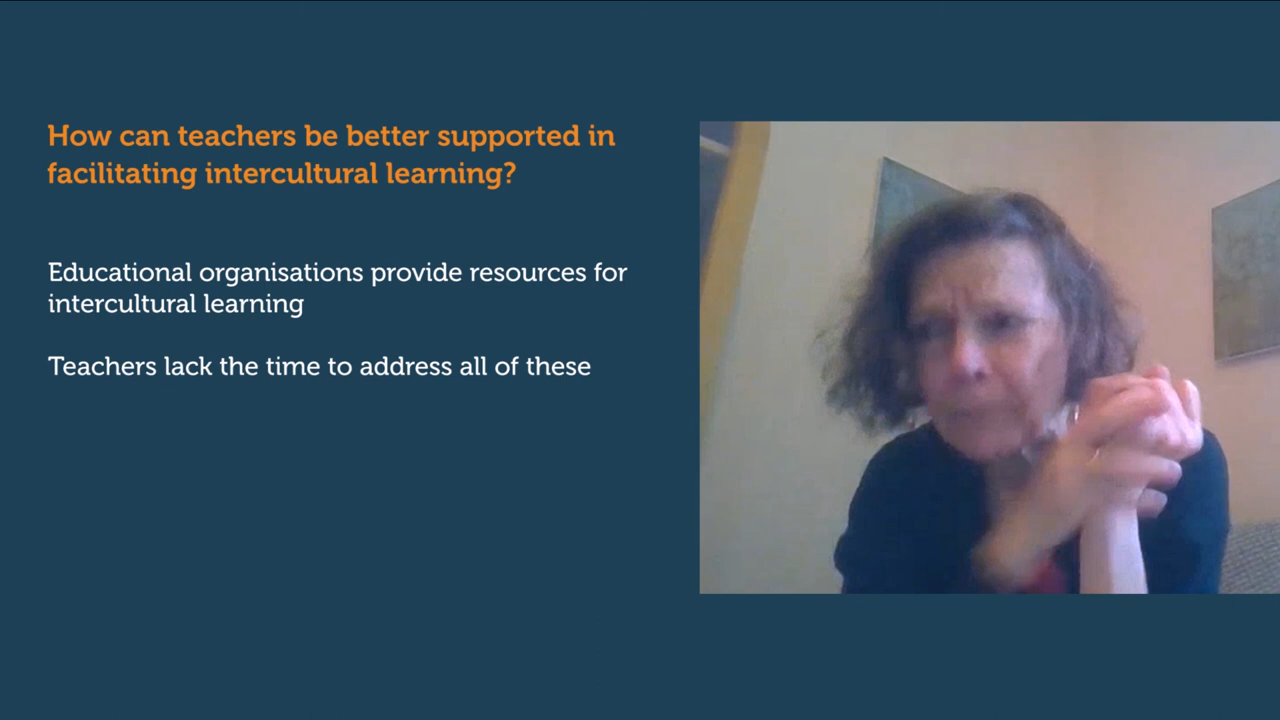 How can teachers be better supported in
facilitating intercultural learning?
Educational organisations provide resources for
intercultural learning
Teachers lack the time to address all of these